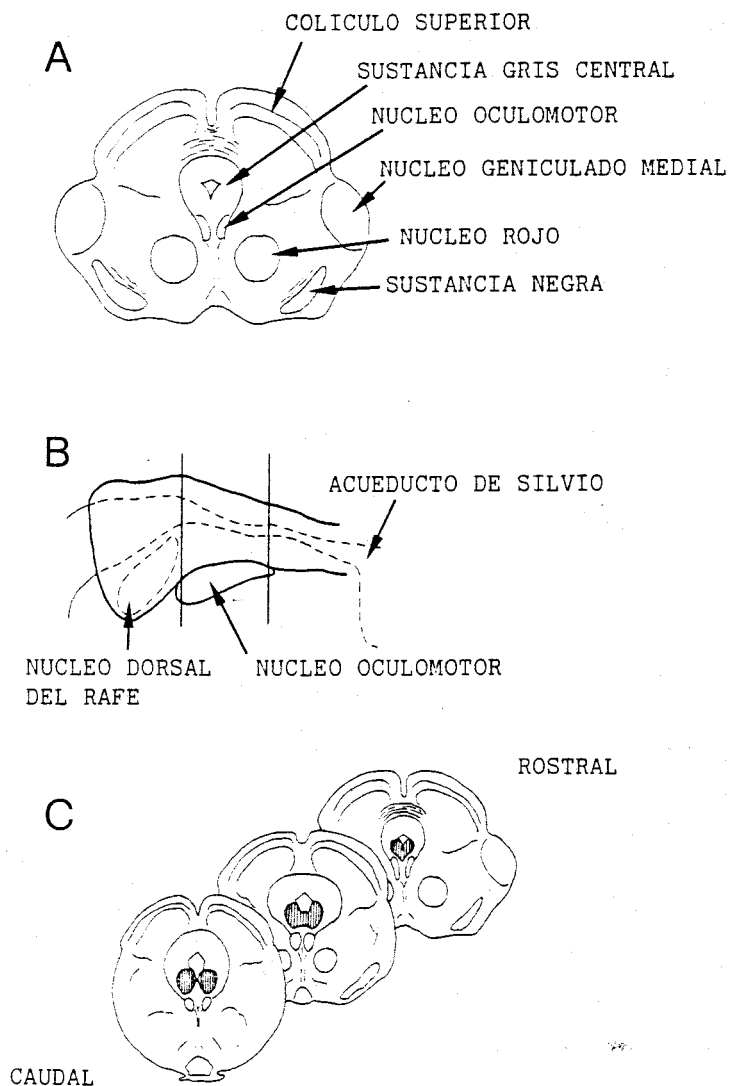 A
COLICULO SUPERIOR
SUSTANCIA GRIS CENTRAL
NUCLEO OCULOMOTOR
NUCLEO GENICULADO MEDIAL
NUCLEO ROJO
SUSTANCIA NEGRA
B
ACUEDUCTO DE SILVIO
NUCLEO DORSAL
DEL RAFE
NUCLEO OCULOMOTOR
C
ROSTRAL
CAUDAL